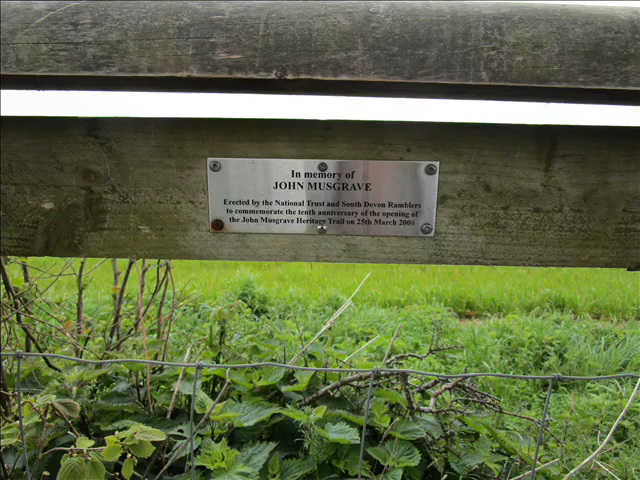 In memory of
JOHN MUSGRAVE
Erected by the National Trust and South Devon Ramblers
to commemorate the tenth anniversary of the opening of
the John Musgrave Heritage Trail on 25th March 2006